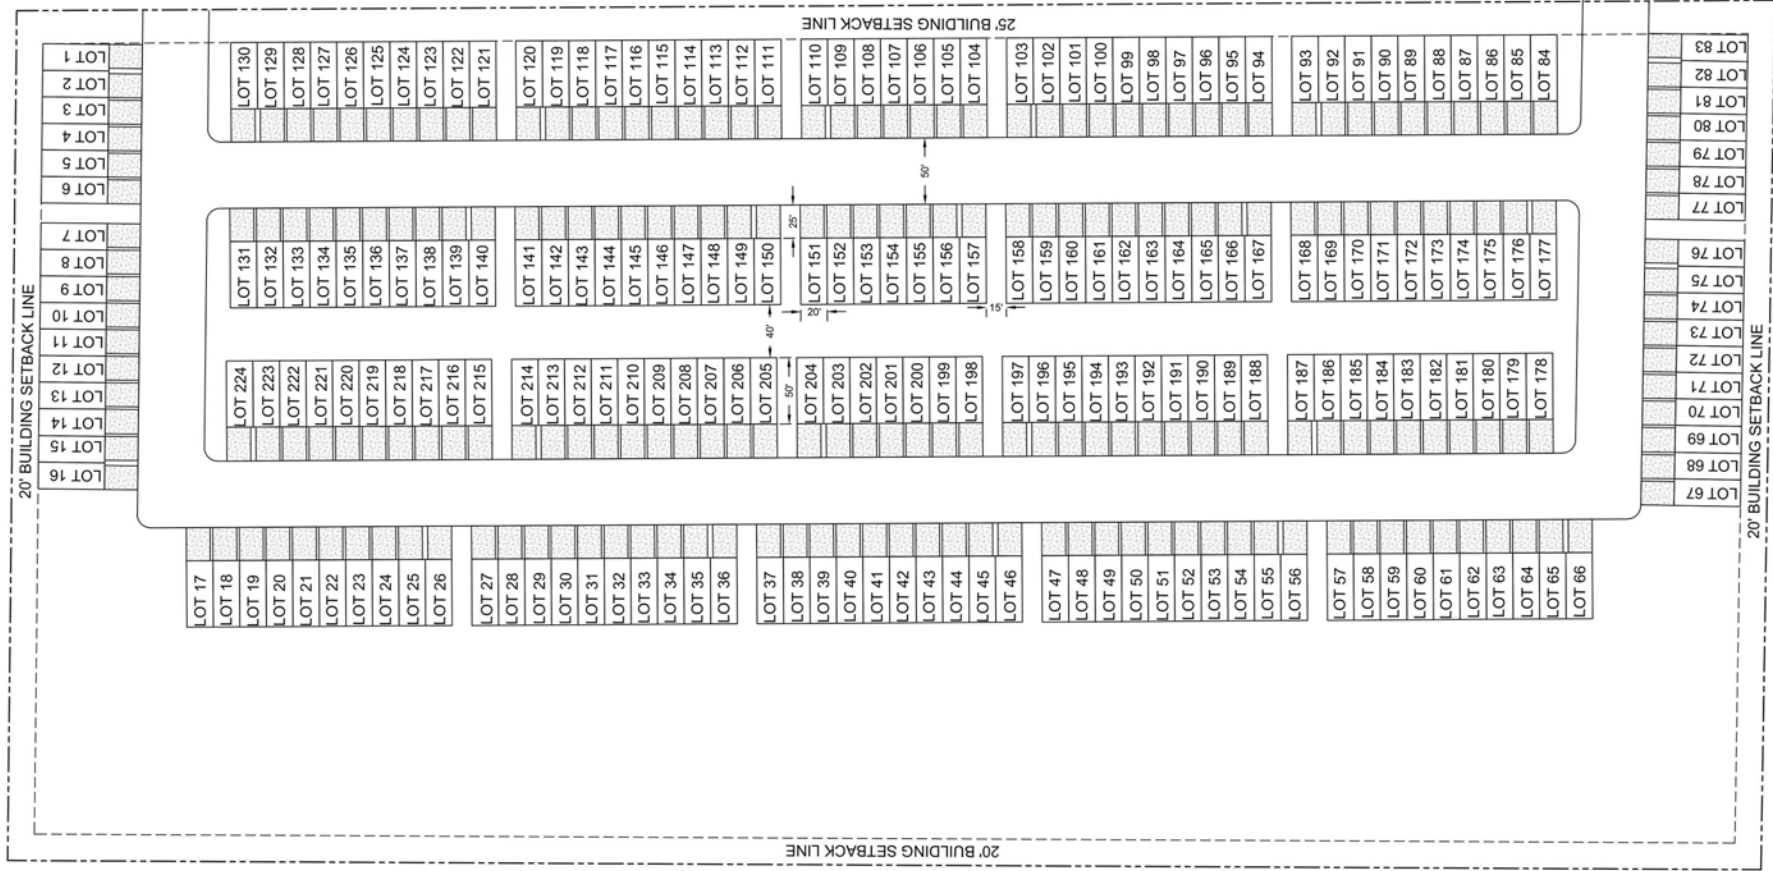 25' BUILDING SETBACK LINE
LOT 1
LOT 2
LOT 3
LOT 4
LOT 5
LOT 6
LOT 7
LOT 8
LOT 9
LOT 10
LOT 11
LOT 12
LOT 13
LOT 14
LOT 15
LOT 16
20' BUILDING SETBACK LINE
LOT 130
LOT 129
LOT 128
LOT 127
LOT 126
LOT 125
LOT 124
LOT 123
LOT 122
LOT 121
LOT 120
LOT 119
LOT 118
LOT 117
LOT 116
LOT 115
LOT 114
LOT 113
LOT 112
LOT 111
LOT 110
LOT 109
LOT 108
LOT 107
LOT 106
LOT 105
LOT 104
LOT 103
LOT 102
LOT 101
LOT 100
LOT 99
LOT 98
LOT 97
LOT 96
LOT 95
LOT 94
LOT 93
LOT 92
LOT 91
LOT 90
LOT 89
LOT 88
LOT 87
LOT 86
LOT 85
LOT 84
50'
25'
LOT 131
LOT 132
LOT 133
LOT 134
LOT 135
LOT 136
LOT 137
LOT 138
LOT 139
LOT 140
LOT 141
LOT 142
LOT 143
LOT 144
LOT 145
LOT 146
LOT 147
LOT 148
LOT 149
LOT 150
LOT 151
LOT 152
LOT 153
LOT 154
LOT 155
LOT 156
LOT 157
LOT 158
LOT 159
LOT 160
LOT 161
LOT 162
LOT 163
LOT 164
LOT 165
LOT 166
LOT 167
LOT 168
LOT 169
LOT 170
LOT 171
LOT 172
LOT 173
LOT 174
LOT 175
LOT 176
LOT 177
20'
15'
40'
50'
LOT 224
LOT 223
LOT 222
LOT 221
LOT 220
LOT 219
LOT 218
LOT 217
LOT 216
LOT 215
LOT 214
LOT 213
LOT 212
LOT 211
LOT 210
LOT 209
LOT 208
LOT 207
LOT 206
LOT 205
LOT 204
LOT 203
LOT 202
LOT 201
LOT 200
LOT 199
LOT 198
LOT 197
LOT 196
LOT 195
LOT 194
LOT 193
LOT 192
LOT 191
LOT 190
LOT 189
LOT 188
LOT 187
LOT 186
LOT 185
LOT 184
LOT 183
LOT 182
LOT 181
LOT 180
LOT 179
LOT 178
LOT 17
LOT 18
LOT 19
LOT 20
LOT 21
LOT 22
LOT 23
LOT 24
LOT 25
LOT 26
LOT 27
LOT 28
LOT 29
LOT 30
LOT 31
LOT 32
LOT 33
LOT 34
LOT 35
LOT 36
LOT 37
LOT 38
LOT 39
LOT 40
LOT 41
LOT 42
LOT 43
LOT 44
LOT 45
LOT 46
LOT 47
LOT 48
LOT 49
LOT 50
LOT 51
LOT 52
LOT 53
LOT 54
LOT 55
LOT 56
LOT 57
LOT 58
LOT 59
LOT 60
LOT 61
LOT 62
LOT 63
LOT 64
LOT 65
LOT 66
LOT 83
LOT 82
LOT 81
LOT 80
LOT 79
LOT 78
LOT 77
LOT 76
LOT 75
LOT 74
LOT 73
LOT 72
LOT 71
LOT 70
LOT 69
LOT 68
LOT 67
20' BUILDING SETBACK LINE
20' BUILDING SETBACK LINE